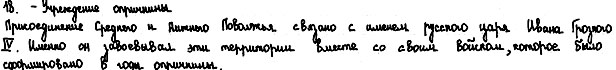 18. - Учреждение опричнины
Присоединение Среднего и Нижнего Поволжья связано с именем русского царя Ивана Грозного
IV. Именно он завоевывал эти территории вместе со своим войском, которое было
сформировано в годы опричнины.